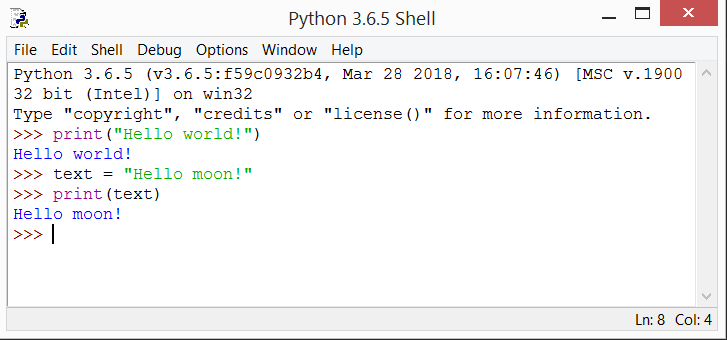 Python 3.6.5 Shell
File Edit Shell Debug Options Window Help
Python 3.6.5 (v3.6.5:f59c0932b4, Mar 28 2018, 16:07:46) [MSC v.1900
32 bit (Intel)] on win32
Type "copyright", "credits" or "license()" for more information.
>>> print("Hello world!")
Hello world!
>>> text = "Hello moon!"
>>> print(text)
Hello moon!
>>>
Ln: 8 Col: 4